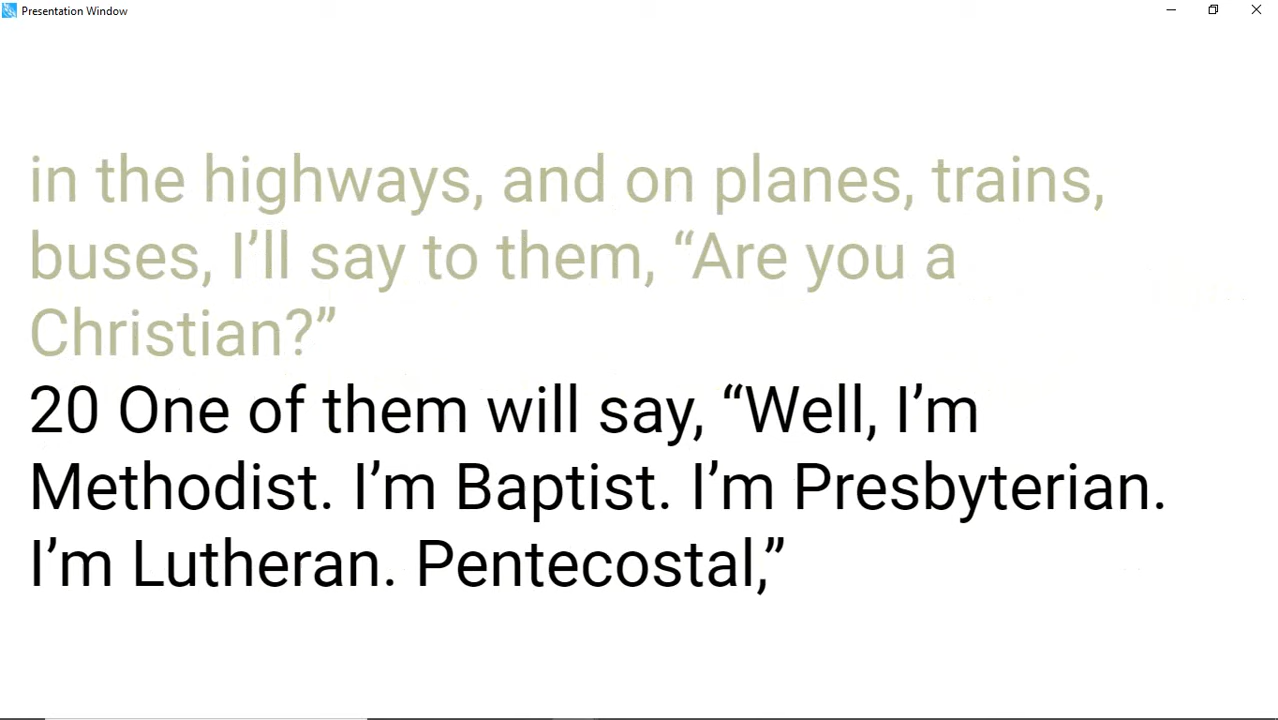 Presentation Window
in the highways, and on planes, trains,
buses, I’ll say to them, “Are you a
Christian?”
20 One of them will say, “Well, I’m
Methodist. I’m Baptist. I’m Presbyterian.
I’m Lutheran. Pentecostal,”